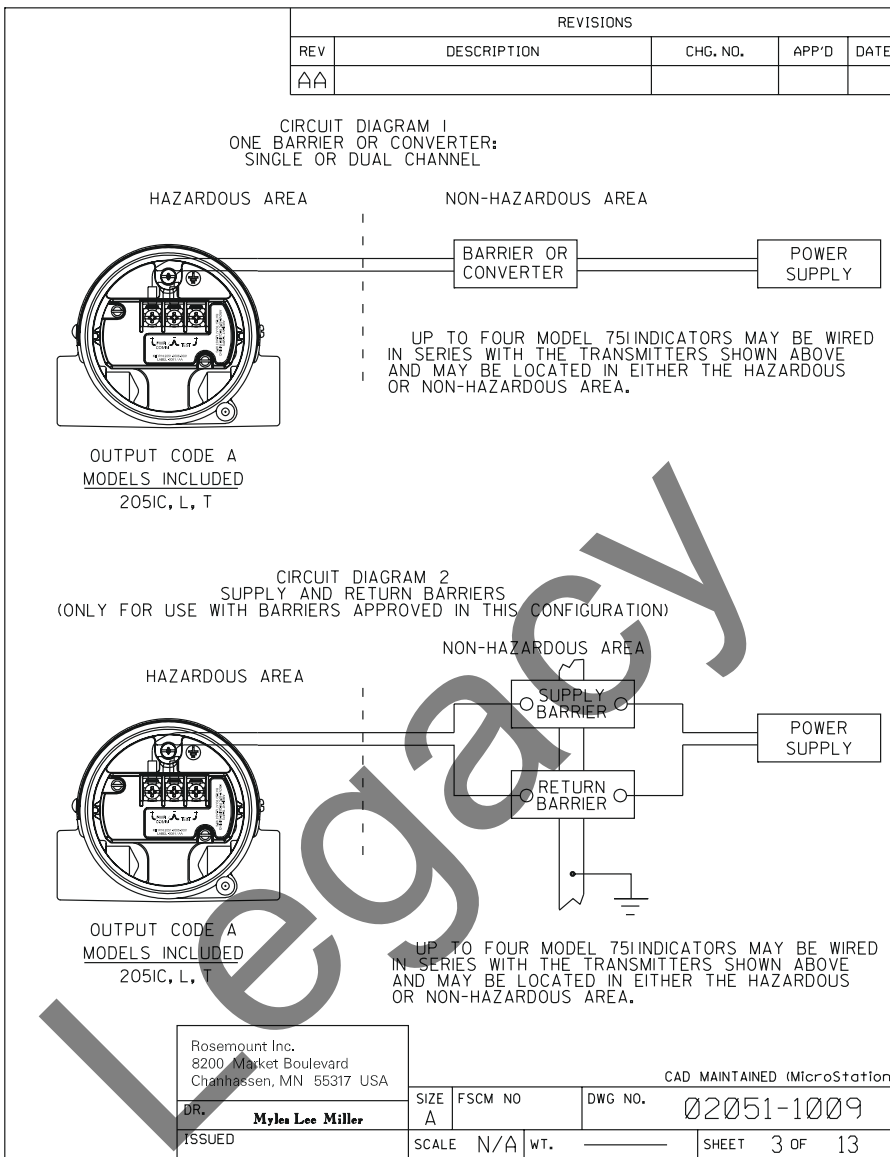 REVISIONS
REV DESCRIPTION CHG. NO. APP'D DATE
AA
CIRCUIT DIAGRAM 1
ONE BARRIER OR CONVERTER:
SINGLE OR DUAL CHANNEL
HAZARDOUS AREA NON-HAZARDOUS AREA
BARRIER OR
CONVERTER
POWER
SUPPLY
UP TO FOUR MODEL 751 INDICATORS MAY BE WIRED
IN SERIES WITH THE TRANSMITTERS SHOWN ABOVE
AND MAY BE LOCATED IN EITHER THE HAZARDOUS
OR NON-HAZARDOUS AREA.
OUTPUT CODE A
MODELS INCLUDED
2051C, L, T
CIRCUIT DIAGRAM 2
SUPPLY AND RETURN BARRIERS
(ONLY FOR USE WITH BARRIERS APPROVED IN THIS CONFIGURATION)
NON-HAZARDOUS AREA
HAZARDOUS AREA
SUPPLY
BARRIER
POWER
SUPPLY
RETURN
BARRIER
OUTPUT CODE A
MODELS INCLUDED
2051C, L, T
UP TO FOUR MODEL 751 INDICATORS MAY BE WIRED
IN SERIES WITH THE TRANSMITTERS SHOWN ABOVE
AND MAY BE LOCATED IN EITHER THE HAZARDOUS
OR NON-HAZARDOUS AREA.
Legacy
Rosemount Inc.
8200 Market Boulevard
Chanhassen, MN 55317 USA
CAD MAINTAINED (MicroStation
DR. Myles Lee Miller
SIZE A FSCM NO DWG NO. 02051-1009
ISSUED
SCALE N/A WT. SHEET 3 OF 13